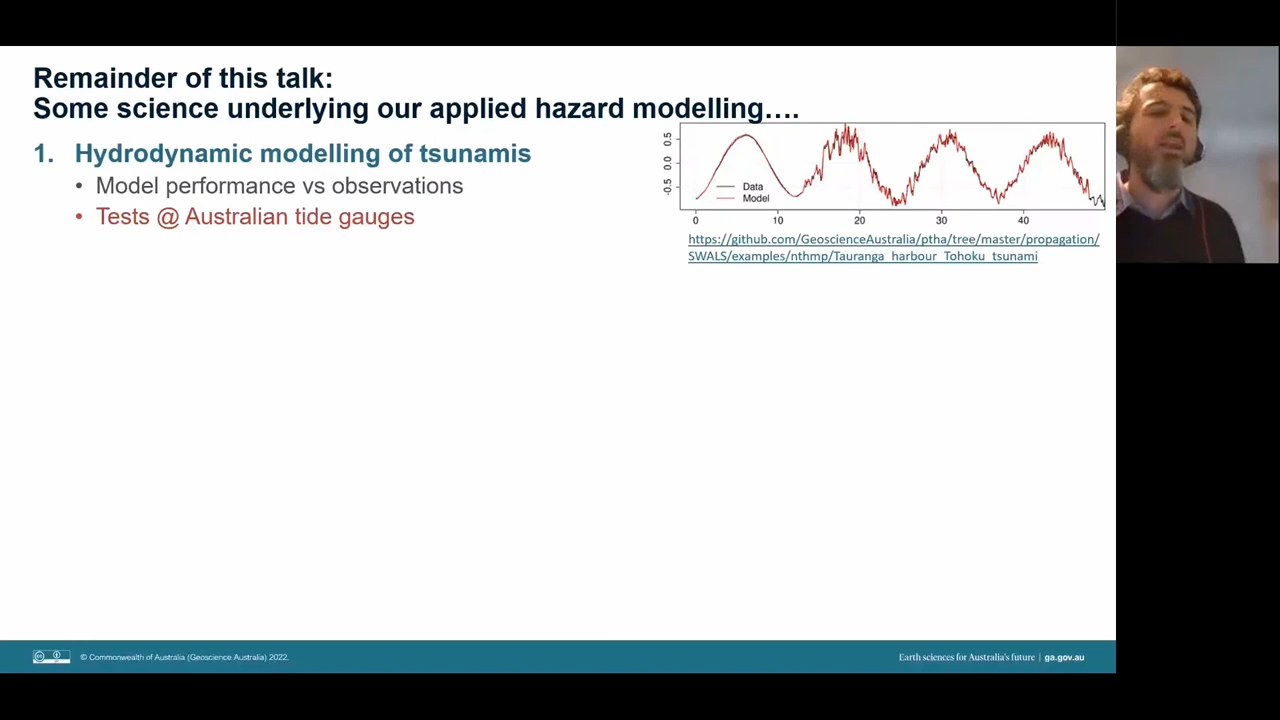 Remainder of this talk:
Some science underlying our applied hazard modelling….
1. Hydrodynamic modelling of tsunamis
• Model performance vs observations
• Tests @ Australian tide gauges
0.5
0.0
-0.5
Data
Model
0 10 20 30 40
https://github.com/GeoscienceAustralia/ptha/tree/master/propagation/
SWALS/examples/nthmp/Tauranga_harbour_Tohoku_tsunami
© Commonwealth of Australia (Geoscience Australia) 2022.
Earth sciences for Australia's future | ga.gov.au